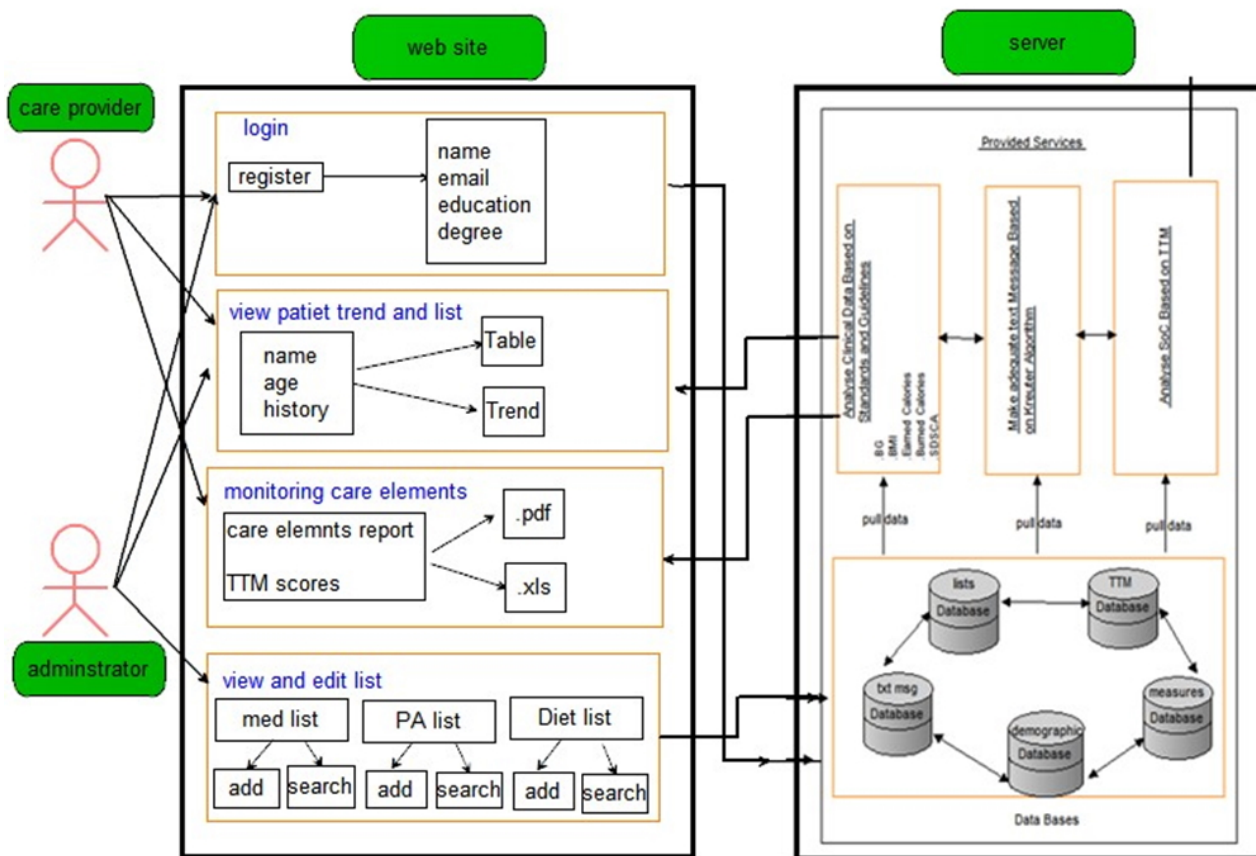 web site
server
care provider
adminstrator
login
register
name
email
education
degree
view patiet trend and list
name
age
history
Table
Trend
monitoring care elements
care elemnts report
TTM scores
.pdf
.xls
view and edit list
med list
PA list
Diet list
add
search
add
search
add
search
Provided Services
Analyse Clinical Data Based on
Standards and Guidelines
.BG
.BMI
.Earned Calories
.Burned Calories
.SDSCA
Make adequate text Message Based
on Kreuter Algorithm
Analyse SoC Based on TTM
pull data
pull data
pull data
lists
Database
TTM
Database
txt msg
Database
measures
Database
demographic
Database
Data Bases